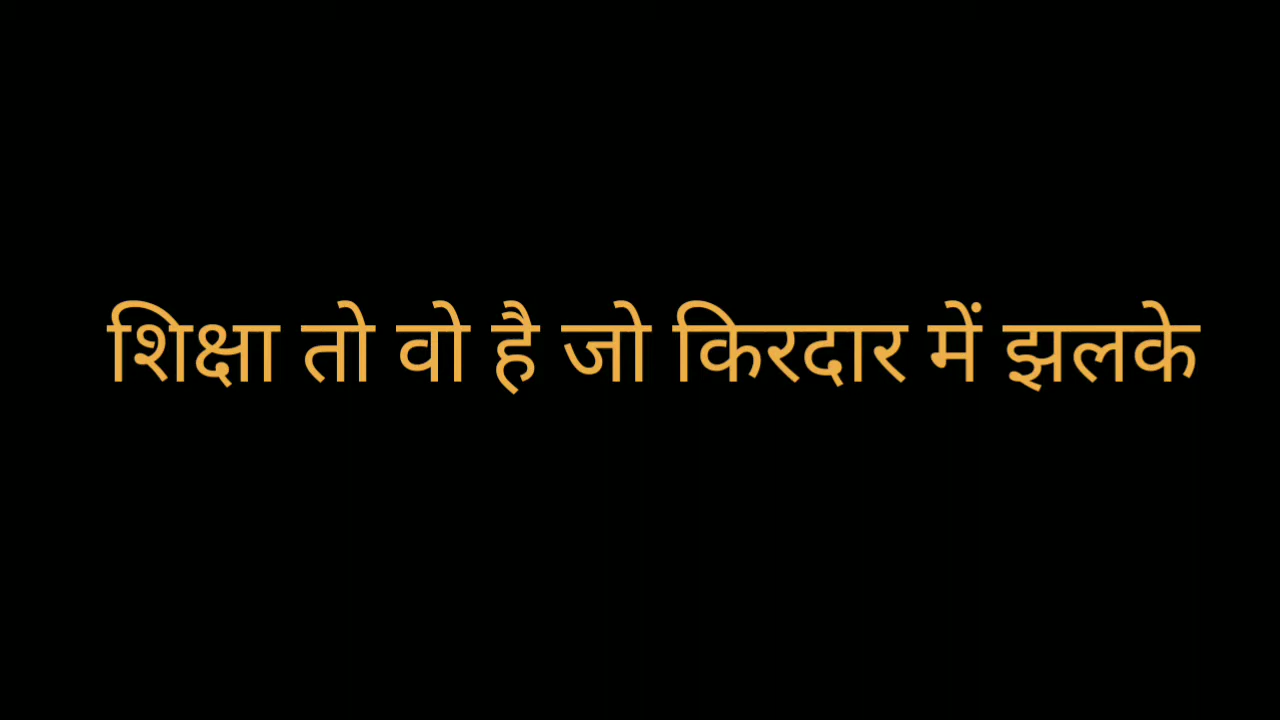 शिक्षा तो वो है जो किरदार में झलके